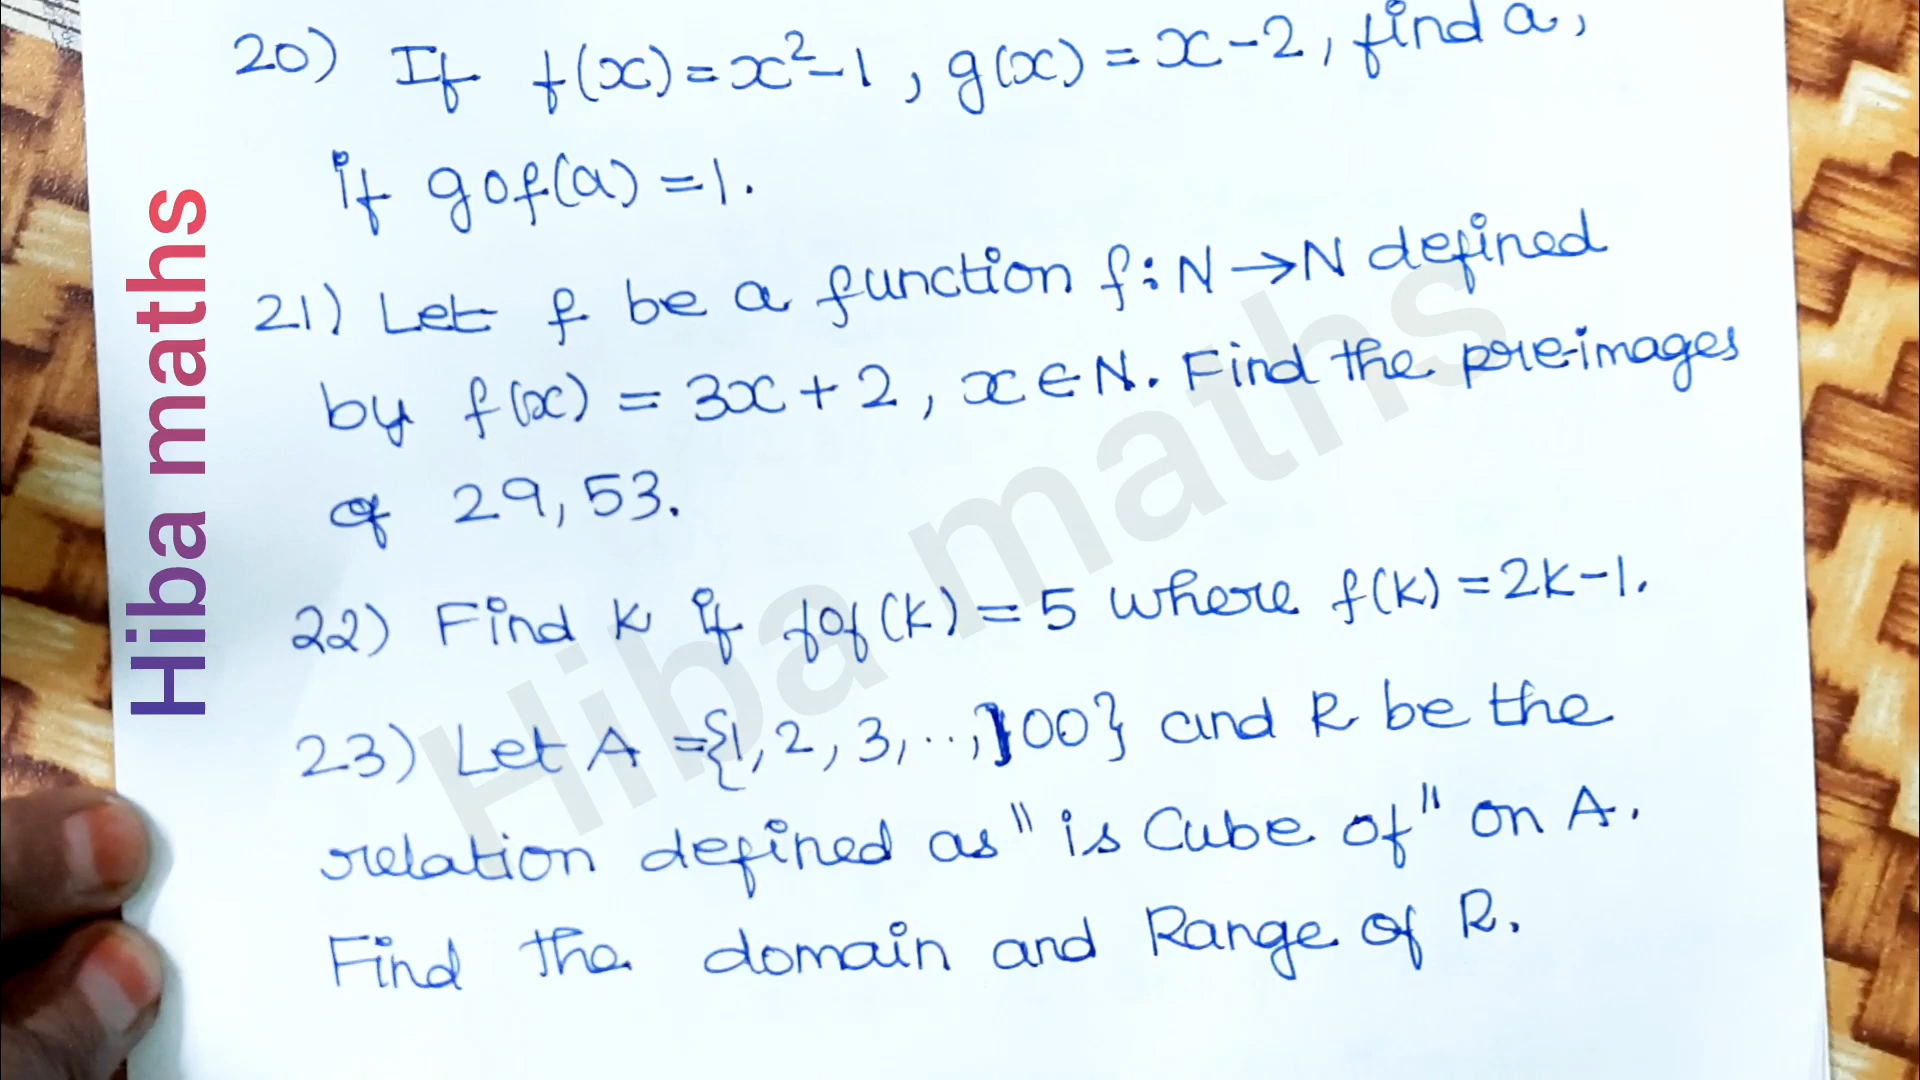 20) If f(x) = x²-1, g(x) = x-2, find a,
if gof(a) = 1.
21) Let f be a function f: N → N defined
by f(x) = 3x + 2, x ∈ N. Find the pre-images
of 29, 53.
22) Find K if fof(K) = 5 where f(K) = 2K-1.
23) Let A = {1, 2, 3, .., 100} and R be the
relation defined as "is Cube of" on A.
Find the domain and Range of R.
Hiba maths
Hiba maths